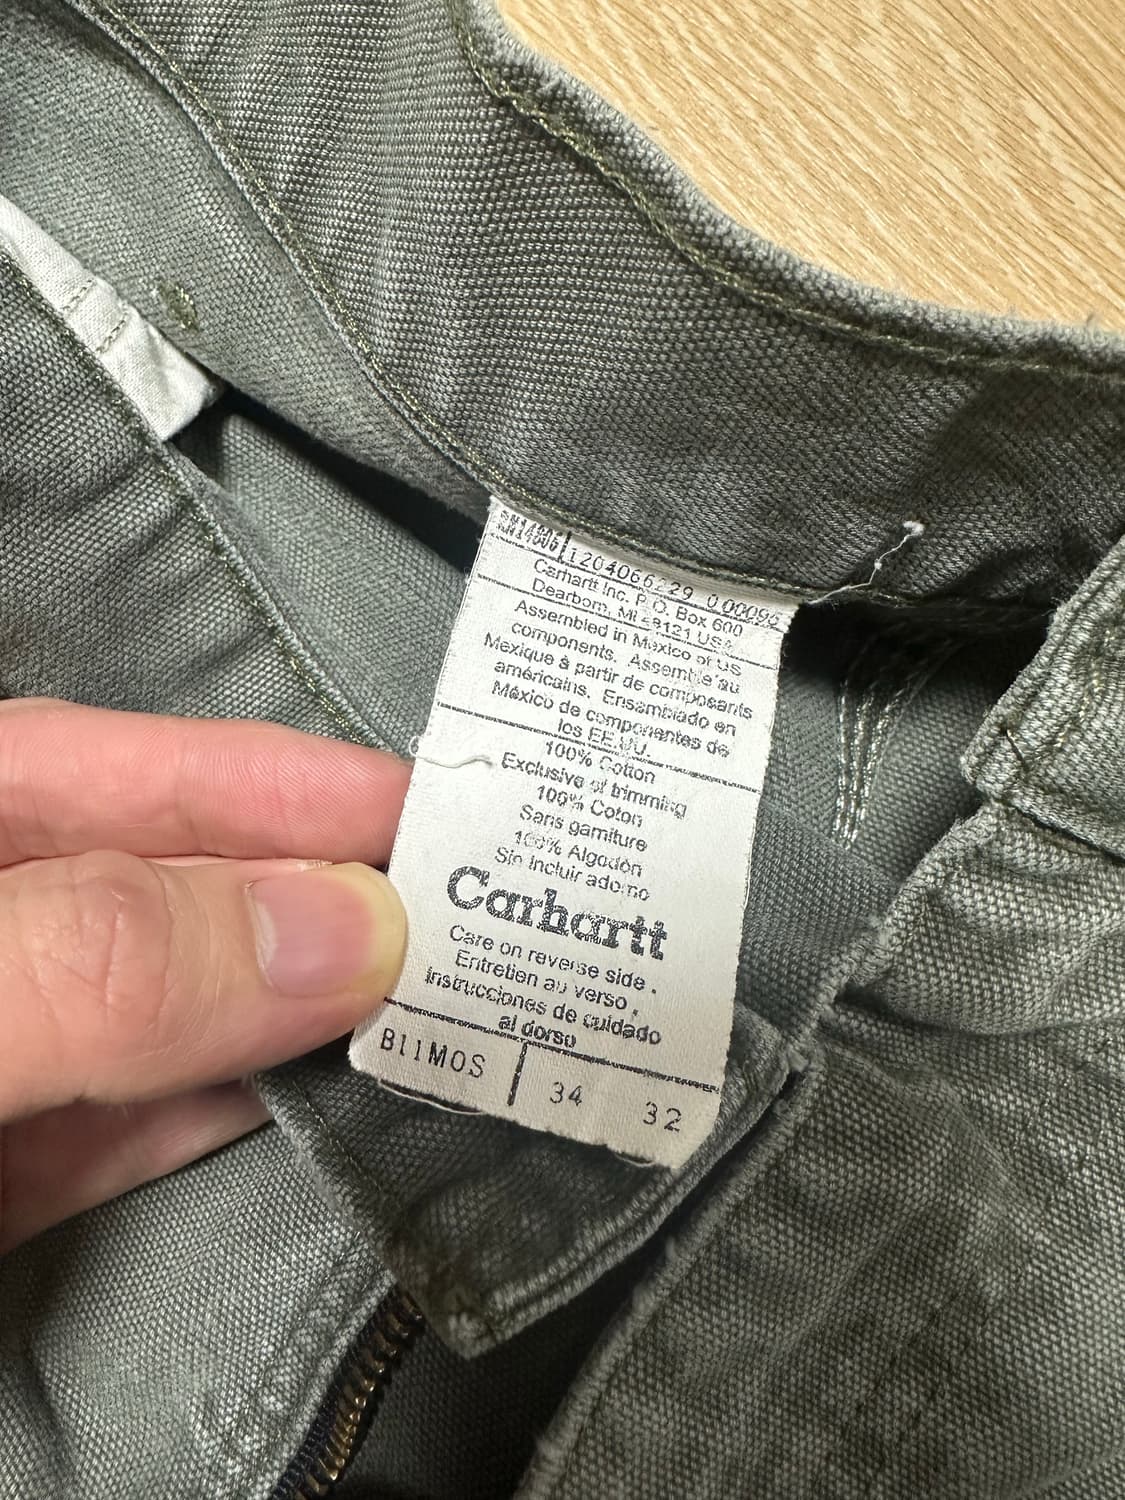 RN14806 1204066229 000096
Carhartt Inc. P.O. Box 600
Dearborn, MI 48121 USA
Assembled in Mexico of US
components. Assemblé au
Mexique à partir de composants
américains. Ensamblado en
México de componentes de
los EE.UU.
100% Cotton
Exclusive of trimming
100% Coton
Sans garniture
100% Algodón
Sin Incluir adorno
Carhartt
Care on reverse side.
Entretien au verso.
Instrucciones de cuidado
al dorso
B11MOS 34 32